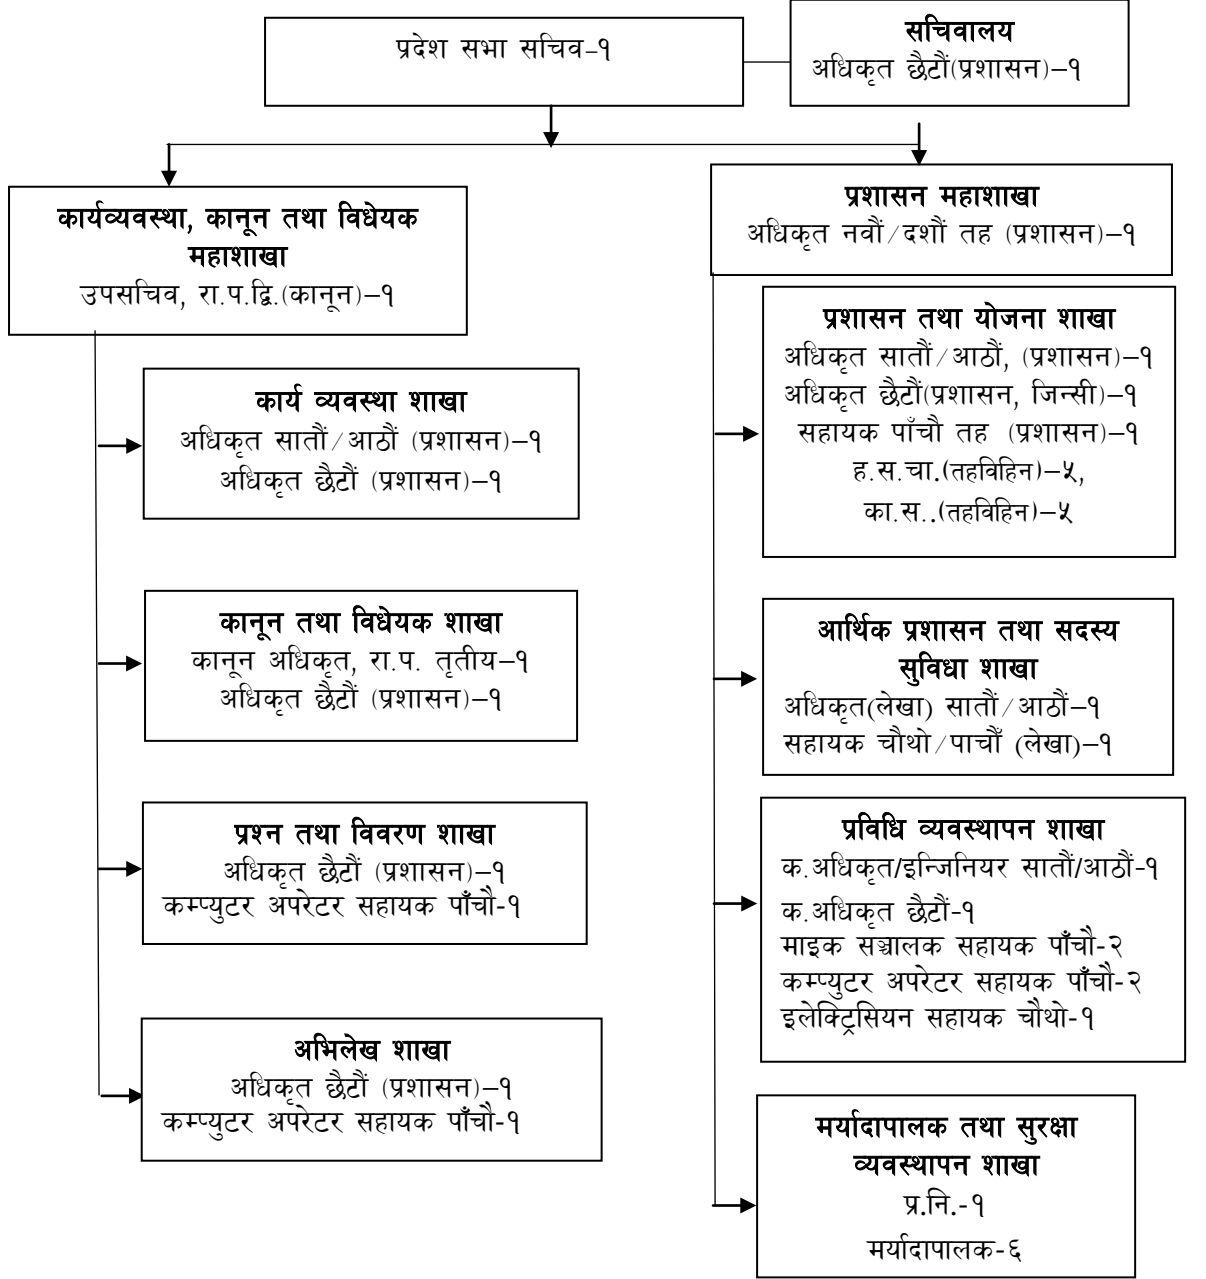 प्रदेश सभा सचिव–१
सचिवालय
अधिकृत छैटौं(प्रशासन)–१
कार्यव्यवस्था, कानून तथा विधेयक
महाशाखा
उपसचिव, रा.प.द्वि.(कानून)–१
कार्य व्यवस्था शाखा
अधिकृत सातौं/आठौं (प्रशासन)–१
अधिकृत छैटौं (प्रशासन)–१
कानून तथा विधेयक शाखा
कानून अधिकृत, रा.प. तृतीय–१
अधिकृत छैटौं (प्रशासन)–१
प्रश्न तथा विवरण शाखा
अधिकृत छैटौं (प्रशासन)–१
कम्प्युटर अपरेटर सहायक पाँचौ-१
अभिलेख शाखा
अधिकृत छैटौं (प्रशासन)–१
कम्प्युटर अपरेटर सहायक पाँचौ-१
प्रशासन महाशाखा
अधिकृत नवौं/दशौं तह (प्रशासन)–१
प्रशासन तथा योजना शाखा
अधिकृत सातौं/आठौं, (प्रशासन)–१
अधिकृत छैटौं(प्रशासन, जिन्सी)–१
सहायक पाँचौ तह (प्रशासन)–१
ह.स.चा.(तहविहिन)–५,
का.स..(तहविहिन)–५
आर्थिक प्रशासन तथा सदस्य
सुविधा शाखा
अधिकृत(लेखा) सातौं/आठौं–१
सहायक चौथो/पाचौँ (लेखा)–१
प्रविधि व्यवस्थापन शाखा
क.अधिकृत/इन्जिनियर सातौं/आठौं-१
क.अधिकृत छैटौं-१
माइक सञ्चालक सहायक पाँचौ-२
कम्प्युटर अपरेटर सहायक पाँचौ-२
इलेक्ट्रिसियन सहायक चौथो-१
मर्यादापालक तथा सुरक्षा
व्यवस्थापन शाखा
प्र.नि.-१
मर्यादापालक-६